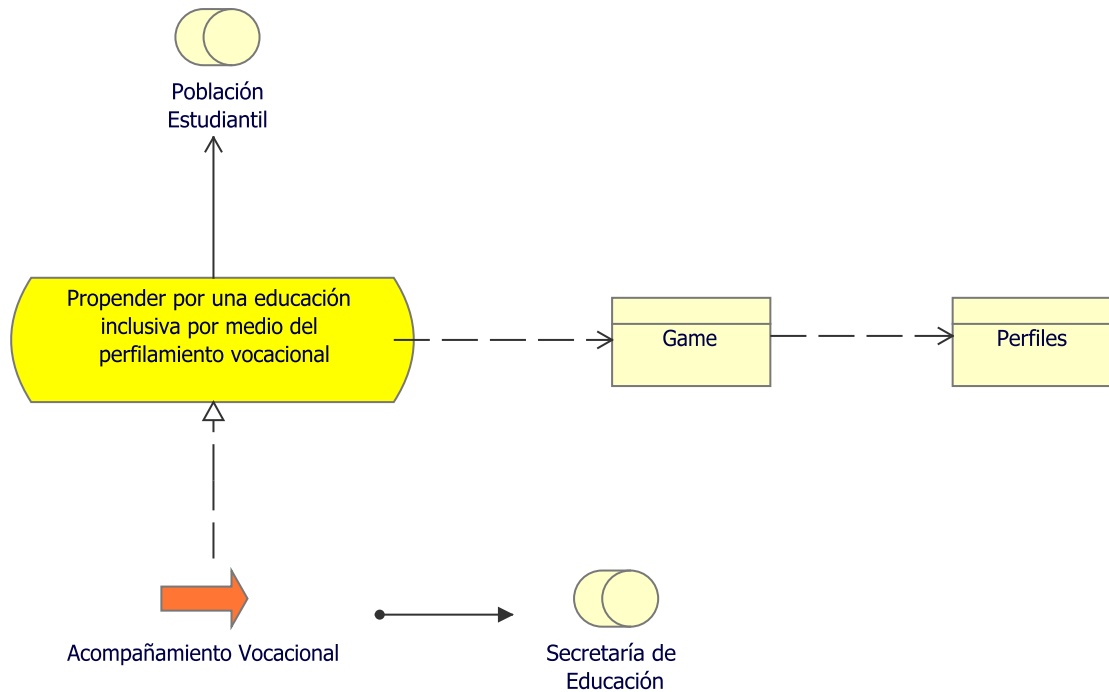 Población
Estudiantil
Propender por una educación
inclusiva por medio del
perfilamiento vocacional
Game
Perfiles
Acompañamiento Vocacional
Secretaría de
Educación